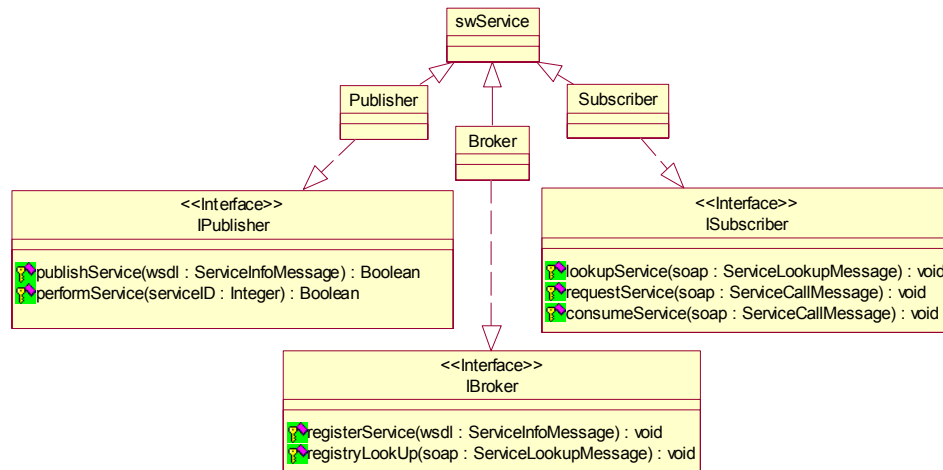 swService
Publisher
Subscriber
Broker
<<Interface>>
IPublisher
publishService(wsdl : ServiceInfoMessage) : Boolean
performService(serviceID : Integer) : Boolean
<<Interface>>
ISubscriber
lookupService(soap : ServiceLookupMessage) : void
requestService(soap : ServiceCallMessage) : void
consumeService(soap : ServiceCallMessage) : void
<<Interface>>
IBroker
registerService(wsdl : ServiceInfoMessage) : void
registryLookUp(soap : ServiceLookupMessage) : void